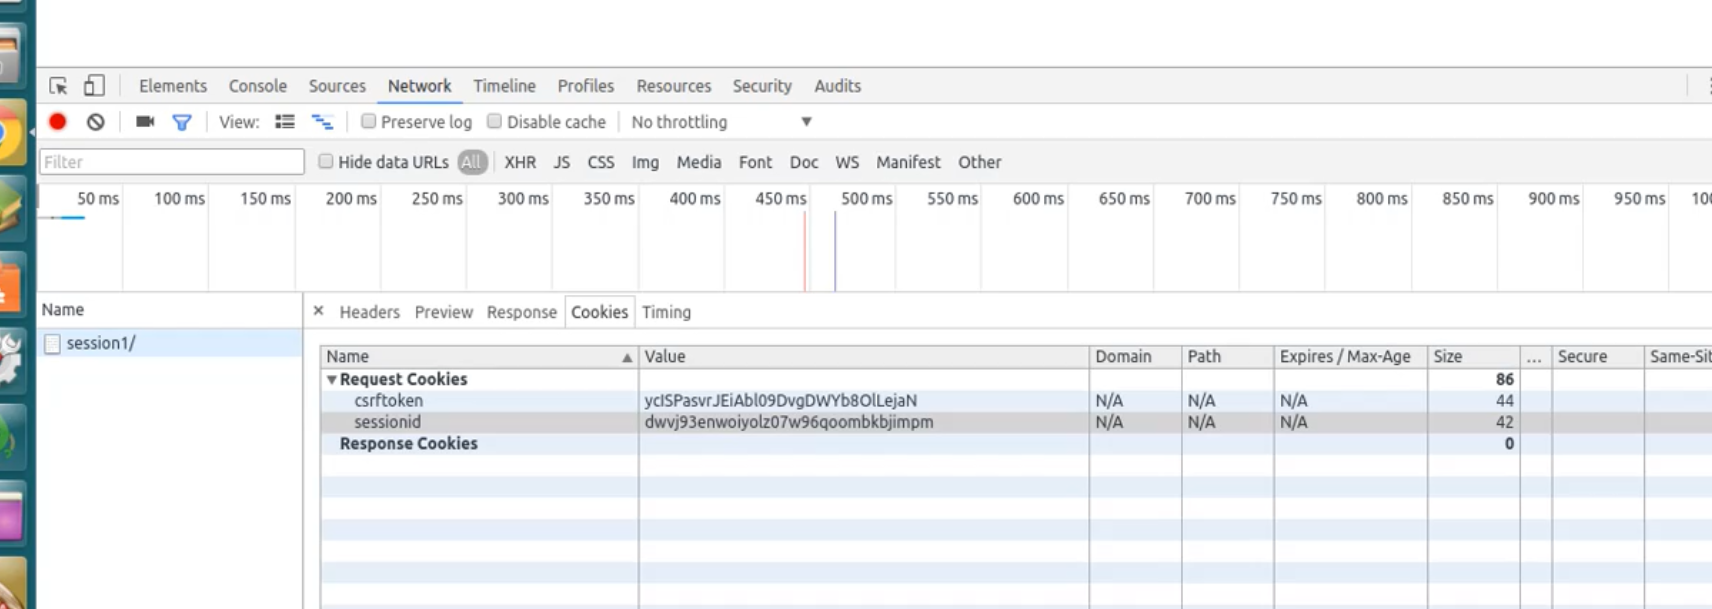 Elements Console Sources Network Timeline Profiles Resources Security Audits
View: Preserve log Disable cache No throttling
Filter Hide data URLs All XHR JS CSS Img Media Font Doc WS Manifest Other
50 ms 100 ms 150 ms 200 ms 250 ms 300 ms 350 ms 400 ms 450 ms 500 ms 550 ms 600 ms 650 ms 700 ms 750 ms 800 ms 850 ms 900 ms 950 ms 100
Name × Headers Preview Response Cookies Timing
session1/
Name Value Domain Path Expires / Max-Age Size ... Secure Same-Sit
Request Cookies 86
csrftoken yclSPasvrJEiAbl09DvgDWYb8OlLejaN N/A N/A N/A 44
sessionid dwvj93enwoiyolz07w96qoombkbjimpm N/A N/A N/A 42
Response Cookies 0